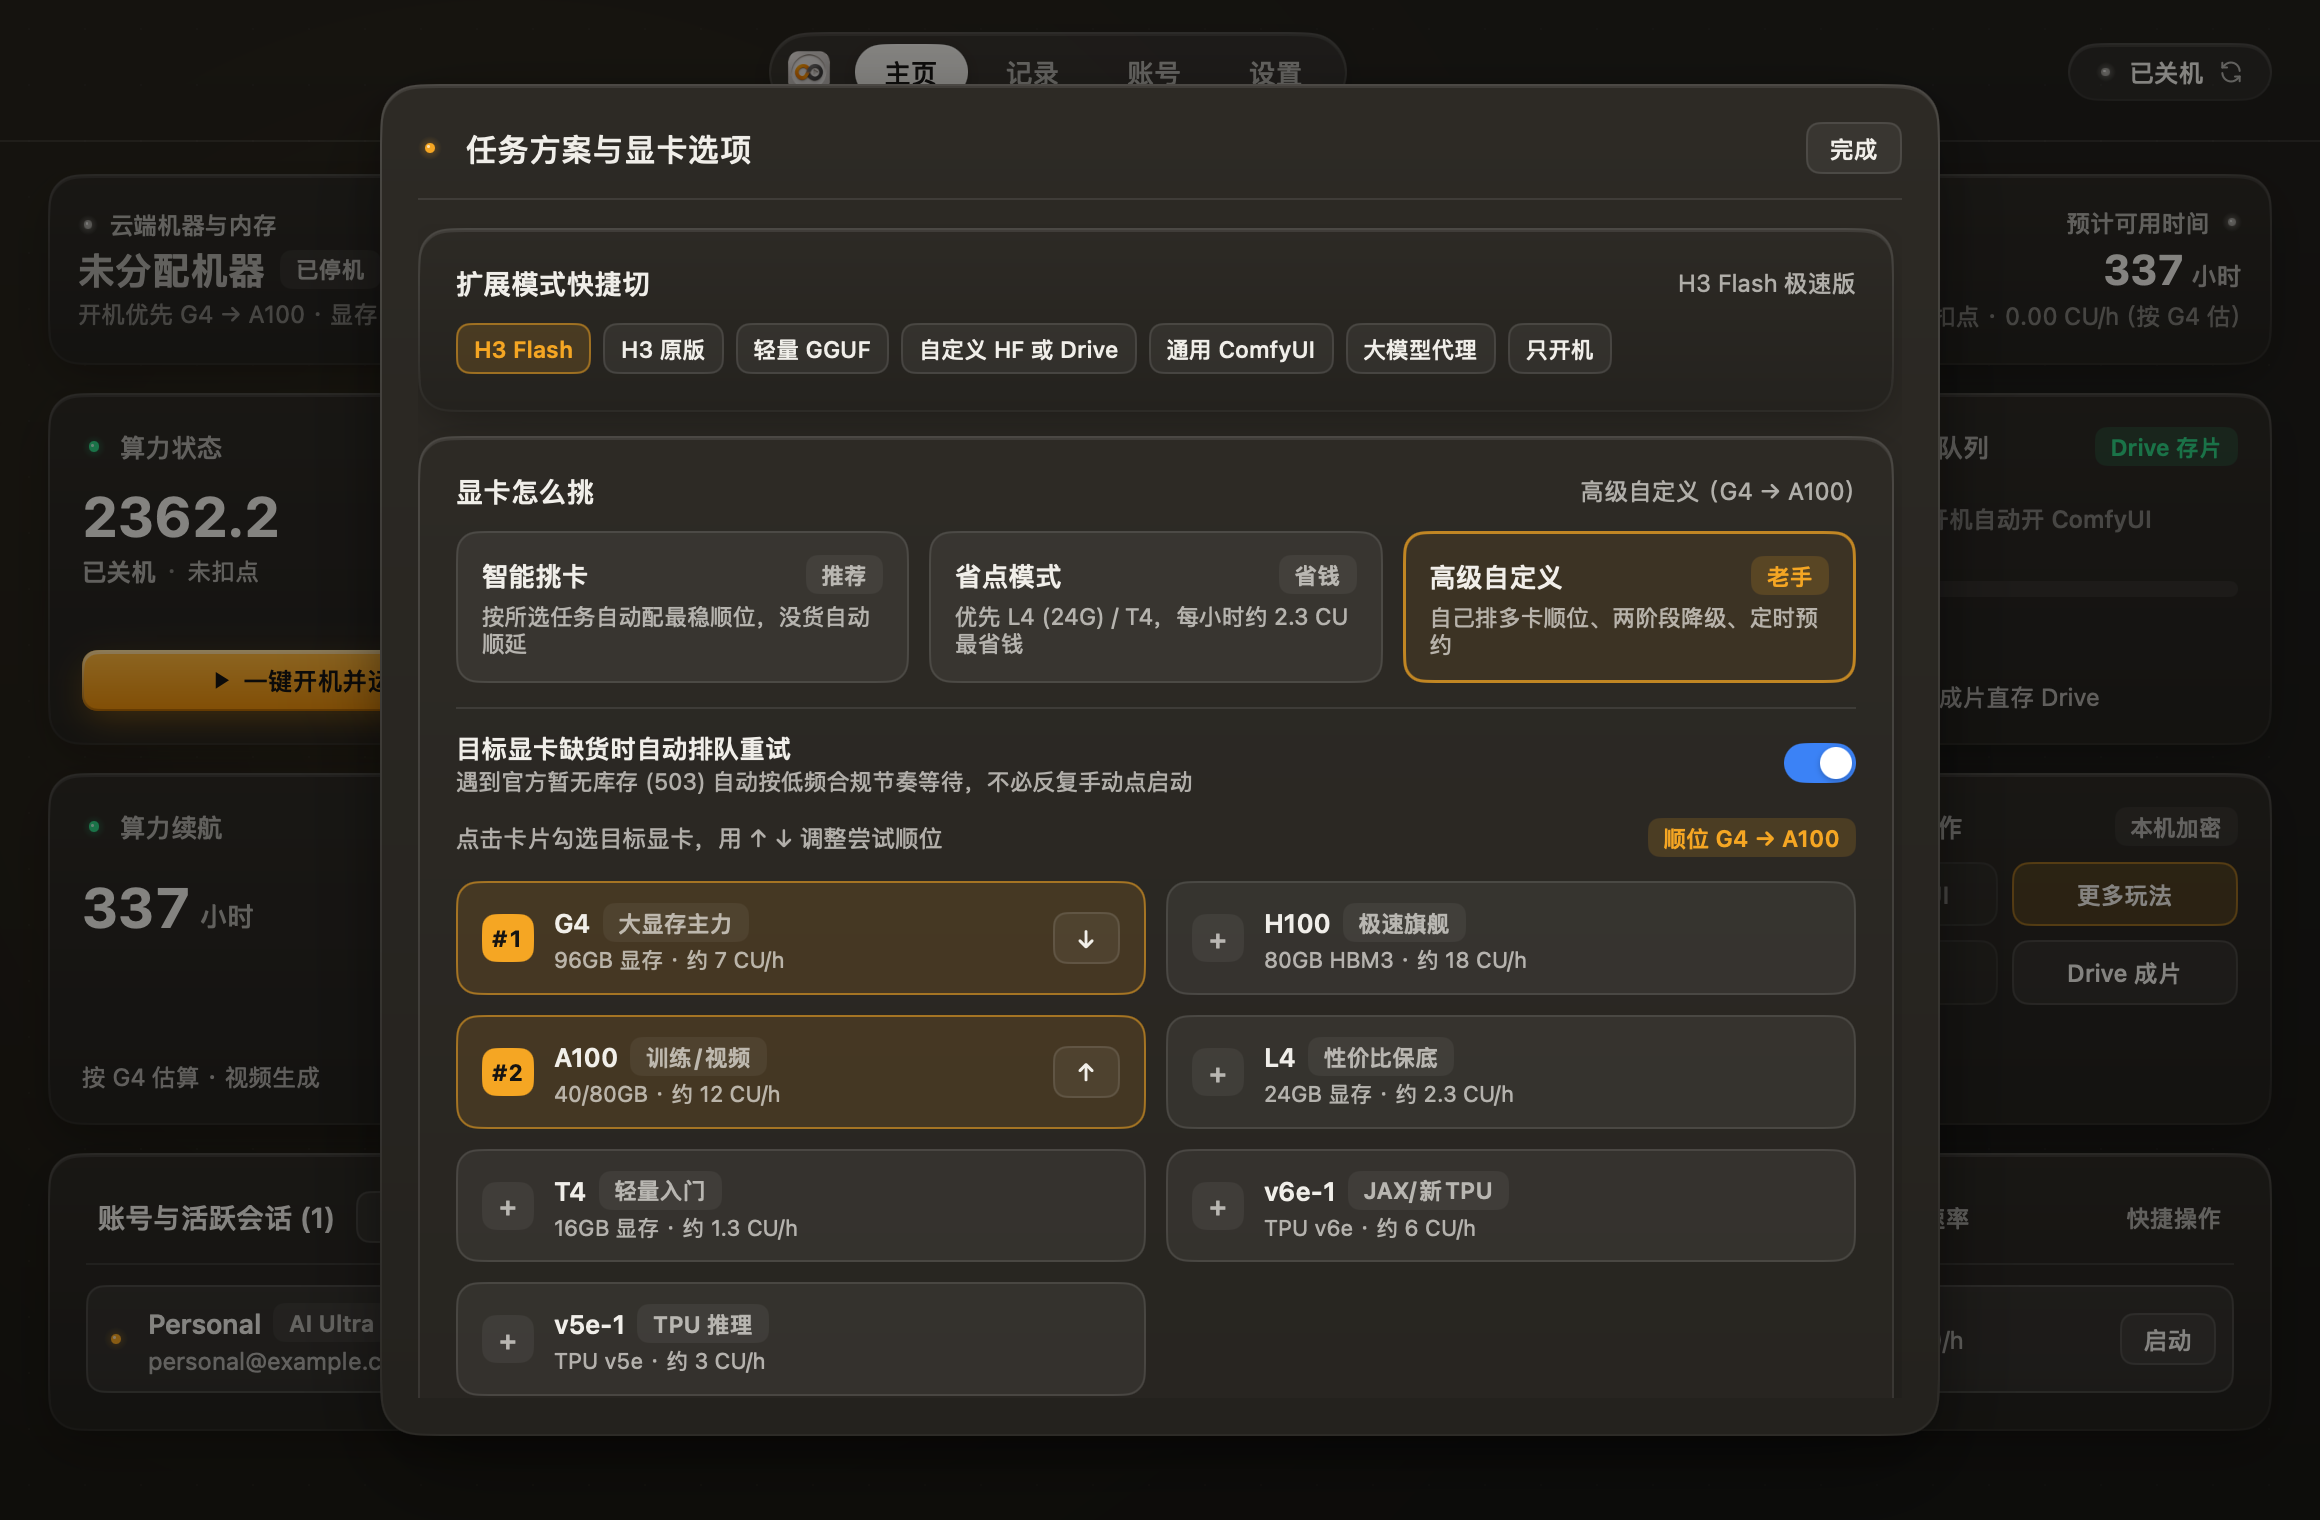 主页
记录
账号
设置
已关机
任务方案与显卡选项
完成
云端机器与内存
未分配机器 已停机
开机优先 G4 → A100 · 显存
预计可用时间
337 小时
扣点 · 0.00 CU/h (按 G4 估)
扩展模式快捷切
H3 Flash 极速版
H3 Flash
H3 原版
轻量 GGUF
自定义 HF 或 Drive
通用 ComfyUI
大模型代理
只开机
算力状态
2362.2
已关机 · 未扣点
一键开机并运
队列
Drive 存片
开机自动开 ComfyUI
成片直存 Drive
显卡怎么挑
高级自定义 (G4 → A100)
智能挑卡 推荐
按所选任务自动配最稳顺位，没货自动
顺延
省点模式 省钱
优先 L4 (24G) / T4，每小时约 2.3 CU
最省钱
高级自定义 老手
自己排多卡顺位、两阶段降级、定时预
约
目标显卡缺货时自动排队重试
遇到官方暂无库存 (503) 自动按低频合规节奏等待，不必反复手动点启动
点击卡片勾选目标显卡，用 ↑ ↓ 调整尝试顺位
顺位 G4 → A100
#1 G4 大显存主力
96GB 显存 · 约 7 CU/h
↓
+ H100 极速旗舰
80GB HBM3 · 约 18 CU/h
#2 A100 训练/视频
40/80GB · 约 12 CU/h
↑
+ L4 性价比保底
24GB 显存 · 约 2.3 CU/h
+ T4 轻量入门
16GB 显存 · 约 1.3 CU/h
+ v6e-1 JAX/新TPU
TPU v6e · 约 6 CU/h
+ v5e-1 TPU 推理
TPU v5e · 约 3 CU/h
算力续航
337 小时
按 G4 估算 · 视频生成
作
本机加密
更多玩法
Drive 成片
账号与活跃会话 (1)
率
快捷操作
Personal AI Ultra
personal@example.c
/h
启动